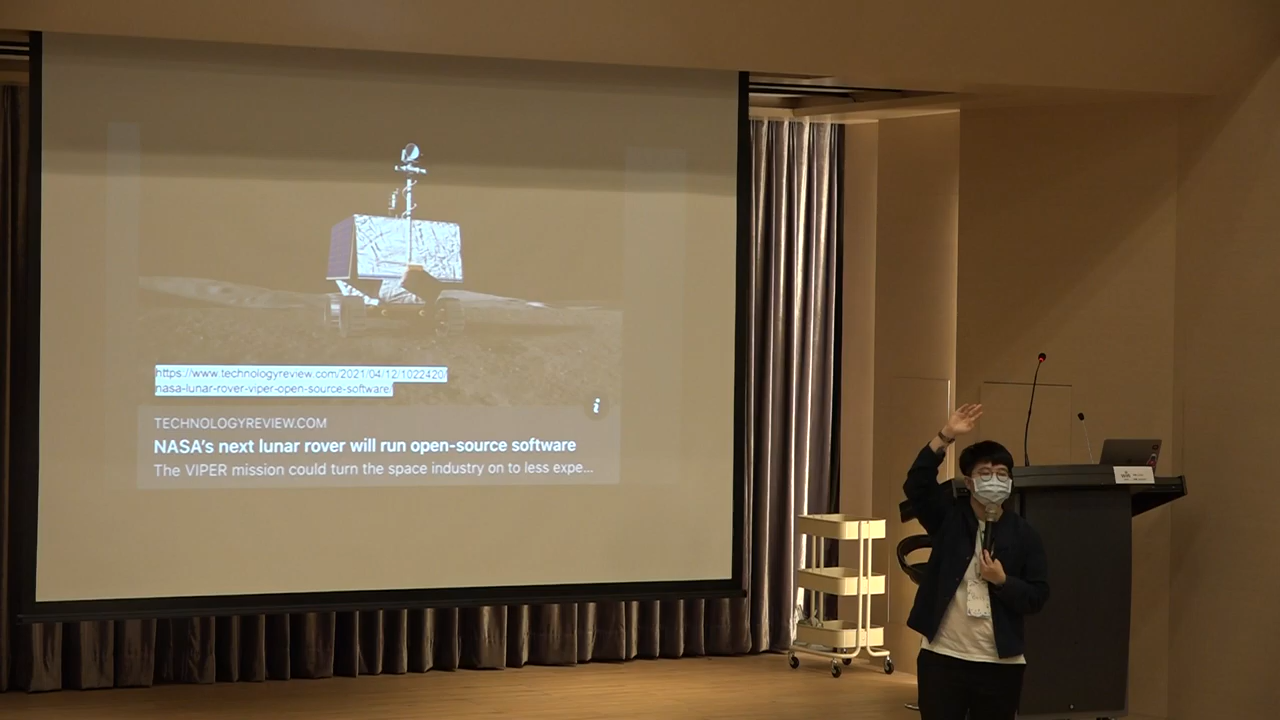 https://www.technologyreview.com/2021/04/12/1022420/
nasa-lunar-rover-viper-open-source-software/
i
TECHNOLOGYREVIEW.COM
NASA's next lunar rover will run open-source software
The VIPER mission could turn the space industry on to less expe...